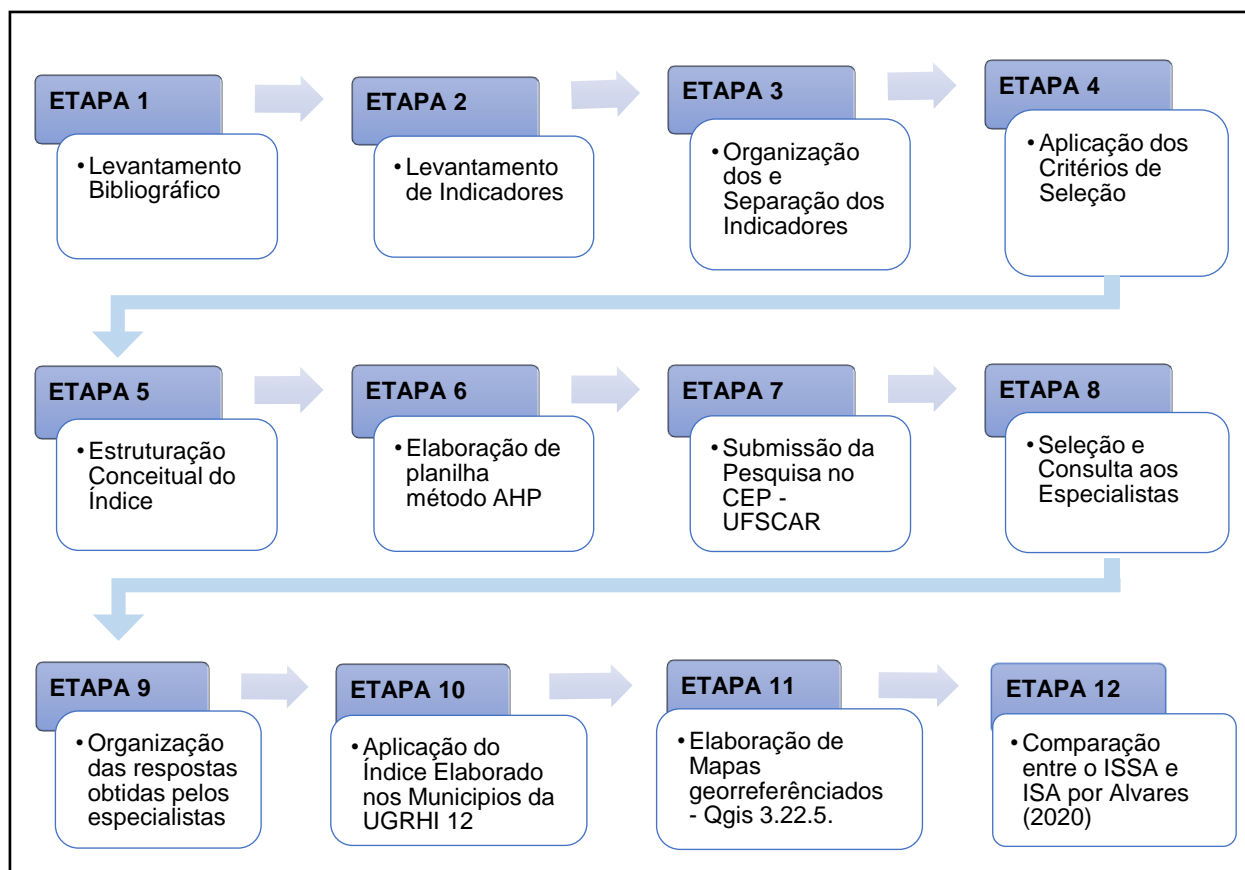 ETAPA 1
• Levantamento
Bibliográfico
ETAPA 2
• Levantamento
de Indicadores
ETAPA 3
• Organização
dos e
Separação dos
Indicadores
ETAPA 4
• Aplicação dos
Critérios de
Seleção
ETAPA 5
• Estruturação
Conceitual do
Índice
ETAPA 6
• Elaboração de
planilha
método AHP
ETAPA 7
• Submissão da
Pesquisa no
CEP -
UFSCAR
ETAPA 8
• Seleção e
Consulta aos
Especialistas
ETAPA 9
• Organização
das respostas
obtidas pelos
especialistas
ETAPA 10
• Aplicação do
Índice Elaborado
nos Municipios da
UGRHI 12
ETAPA 11
• Elaboração de
Mapas
georreferênciados
- Qgis 3.22.5.
ETAPA 12
• Comparação
entre o ISSA e
ISA por Alvares
(2020)